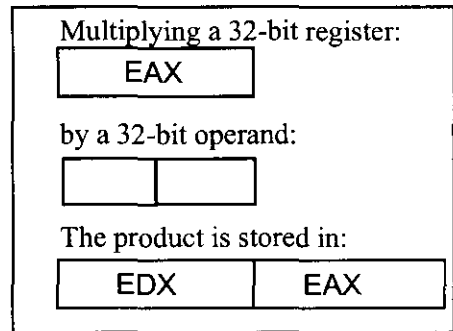 Multiplying a 32-bit register:
EAX
by a 32-bit operand:
The product is stored in:
EDX EAX